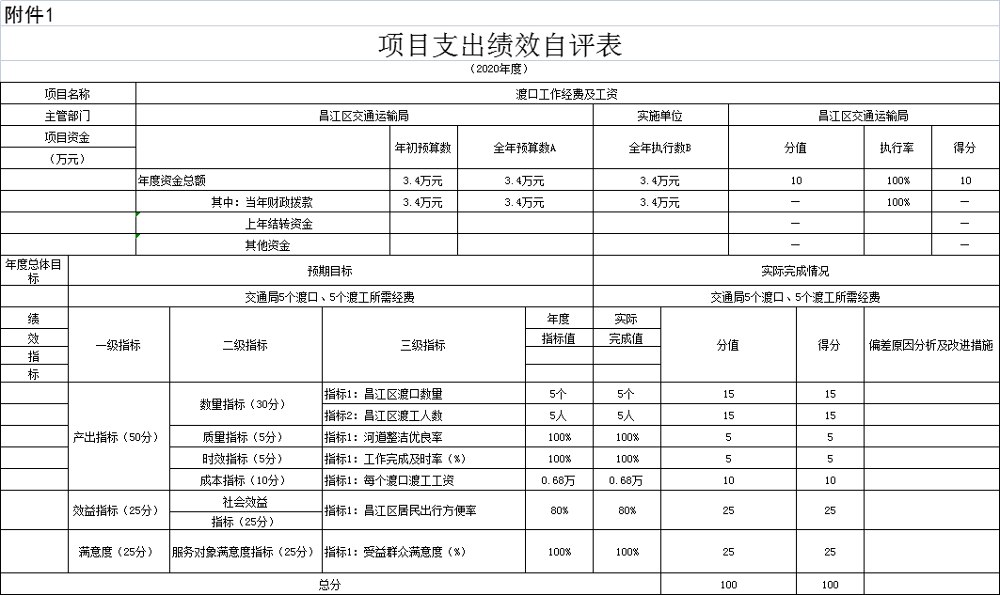 附件1
项目支出绩效自评表
（2020年度）
项目名称 渡口工作经费及工资
主管部门 昌江区交通运输局 实施单位 昌江区交通运输局
项目资金
（万元）
年初预算数 全年预算数A 全年执行数B 分值 执行率 得分
年度资金总额 3.4万元 3.4万元 3.4万元 10 100% 10
其中：当年财政拨款 3.4万元 3.4万元 3.4万元 — 100% —
上年结转资金 — —
其他资金 — —
年度总体目
标
预期目标 实际完成情况
交通局5个渡口、5个渡工所需经费 交通局5个渡口、5个渡工所需经费
绩
效
指
标
一级指标 二级指标 三级指标
年度
指标值
实际
完成值
分值 得分 偏差原因分析及改进措施
产出指标（50分）
数量指标（30分）
指标1：昌江区渡口数量 5个 5个 15 15
指标2：昌江区渡工人数 5人 5人 15 15
质量指标（5分） 指标1：河道整洁优良率 100% 100% 5 5
时效指标（5分） 指标1：工作完成及时率（%） 100% 100% 5 5
成本指标（10分） 指标1：每个渡口渡工工资 0.68万 0.68万 10 10
效益指标（25分）
社会效益
指标（25分）
指标1：昌江区居民出行方便率 80% 80% 25 25
满意度（25分） 服务对象满意度指标（25分） 指标1：受益群众满意度（%） 100% 100% 25 25
总分 100 100